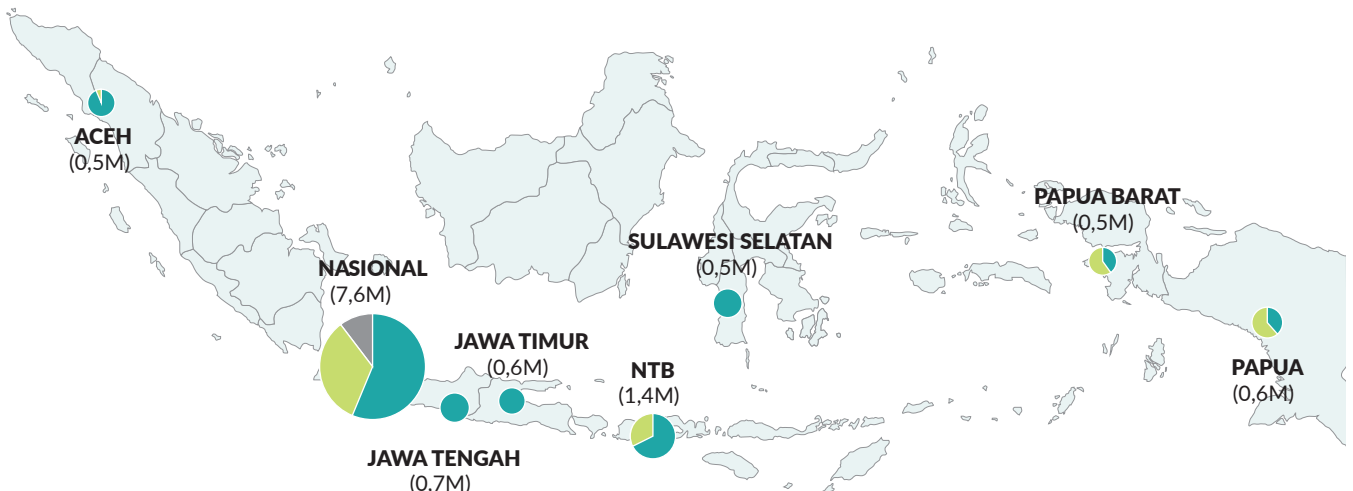 ACEH
(0,5M)
NASIONAL
(7,6M)
JAWA TENGAH
(0,7M)
JAWA TIMUR
(0,6M)
NTB
(1,4M)
SULAWESI SELATAN
(0,5M)
PAPUA BARAT
(0,5M)
PAPUA
(0,6M)